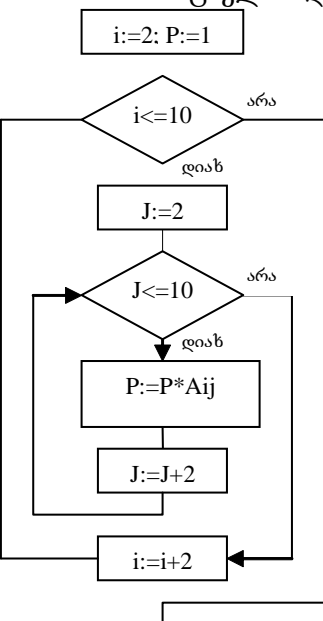 i:=2; P:=1
i<=10
არა
დიახ
J:=2
J<=10
არა
დიახ
P:=P*Aij
J:=J+2
i:=i+2